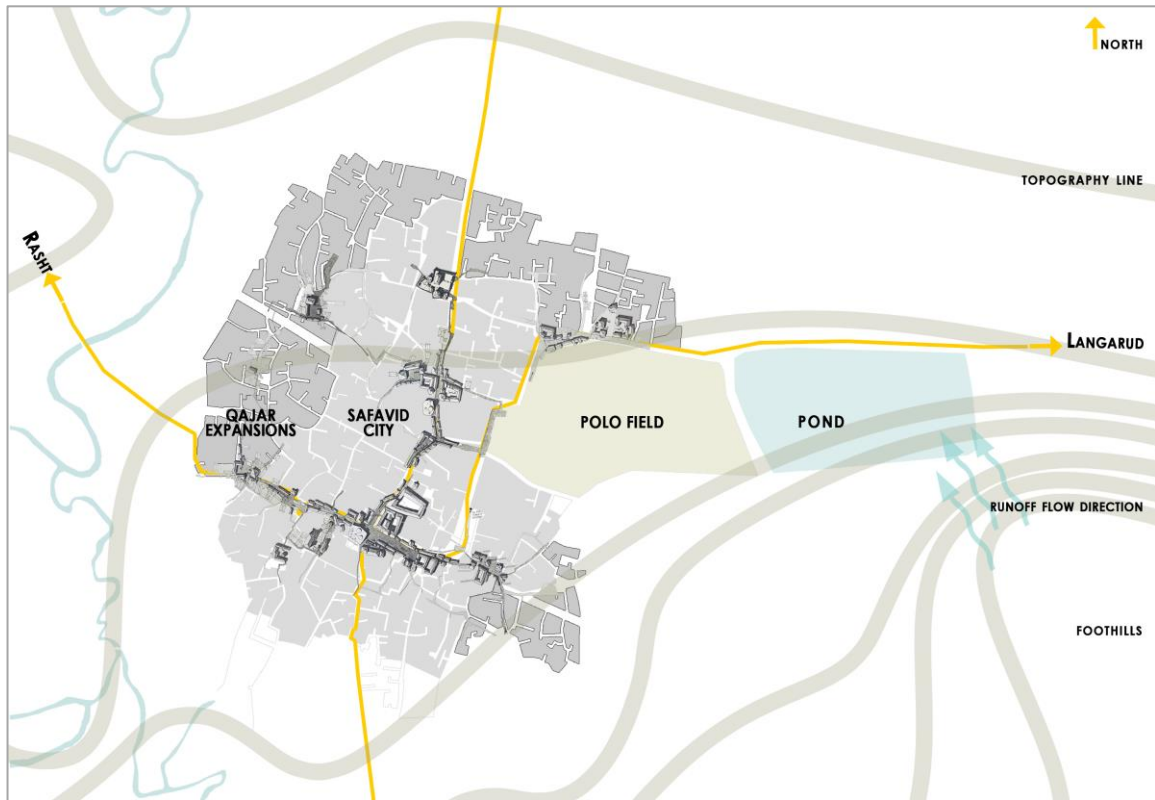 NORTH
TOPOGRAPHY LINE
RASHT
LANGARUD
QAJAR
EXPANSIONS
SAFAVID
CITY
POLO FIELD
POND
RUNOFF FLOW DIRECTION
FOOTHILLS